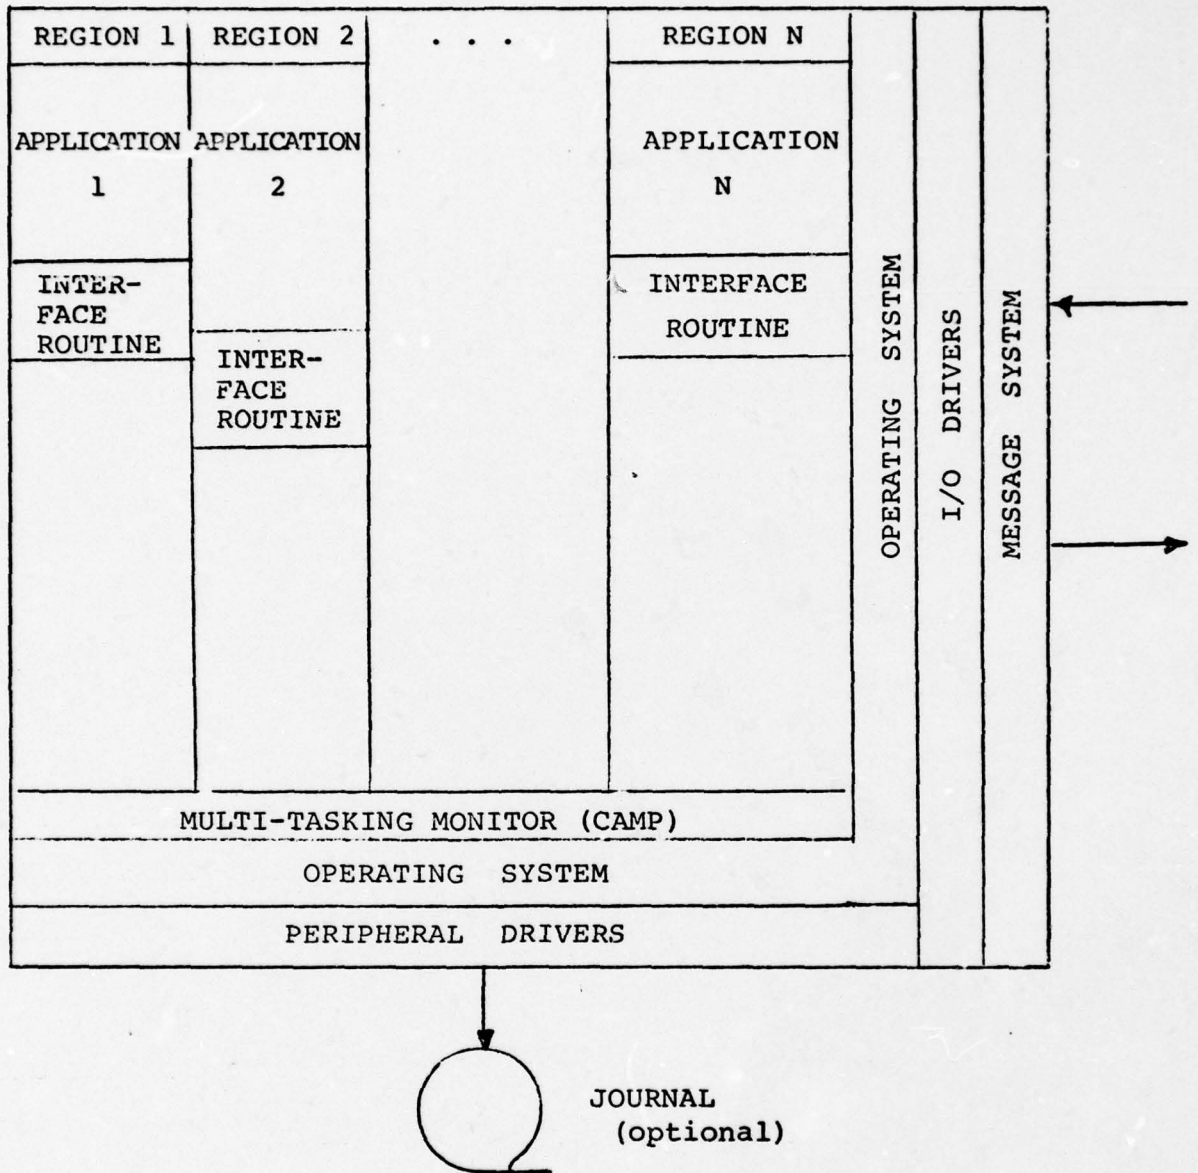 REGION 1
REGION 2
. . .
REGION N
APPLICATION
1
APPLICATION
2
APPLICATION
N
INTER-
FACE
ROUTINE
INTER-
FACE
ROUTINE
INTERFACE
ROUTINE
OPERATING SYSTEM
I/O DRIVERS
MESSAGE SYSTEM
MULTI-TASKING MONITOR (CAMP)
OPERATING SYSTEM
PERIPHERAL DRIVERS
JOURNAL
(optional)